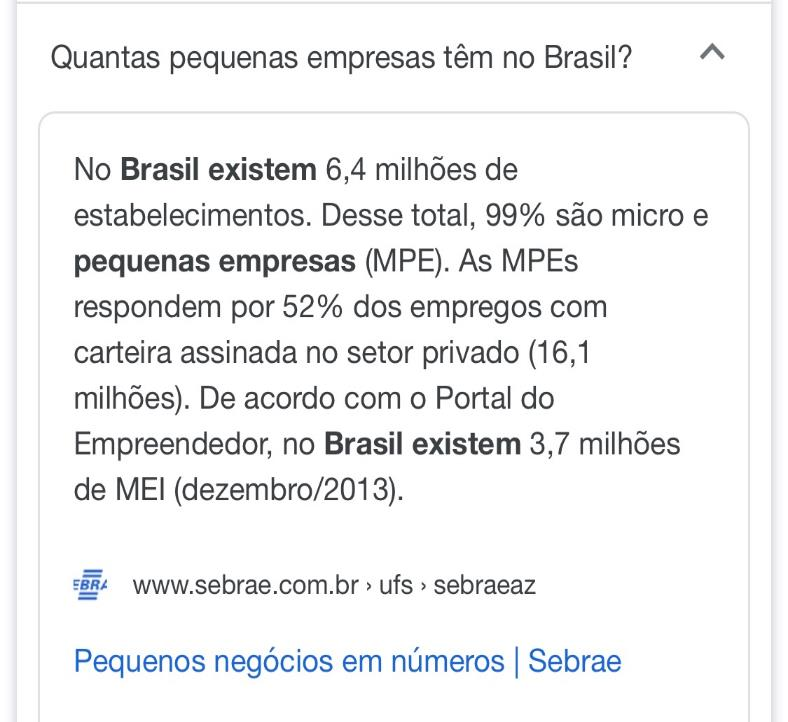 Quantas pequenas empresas têm no Brasil?
No Brasil existem 6,4 milhões de
estabelecimentos. Desse total, 99% são micro e
pequenas empresas (MPE). As MPEs
respondem por 52% dos empregos com
carteira assinada no setor privado (16,1
milhões). De acordo com o Portal do
Empreendedor, no Brasil existem 3,7 milhões
de MEI (dezembro/2013).
EBRA
www.sebrae.com.br › ufs › sebraeaz
Pequenos negócios em números | Sebrae